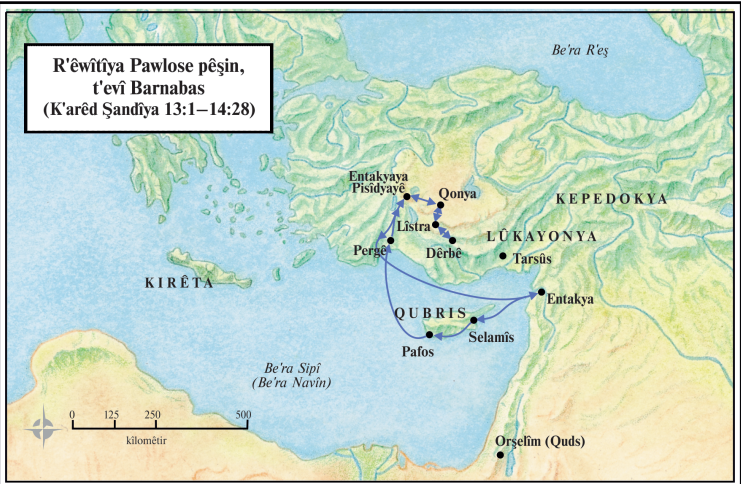 R'êwîtîya Pawlose pêşin,
t'evî Barnabas
(K'arêd Şandîya 13:1–14:28)
Be'ra R'eş
Entakyaya
Pisîdyayê
Qonya
KEPEDOKYA
Lîstra
LÛKAYONYA
Pergê
Dêrbê
Tarsûs
KIRÊTA
Entakya
QUBRIS
Selamîs
Pafos
Be'ra Sipî
(Be'ra Navîn)
0 125 250 500
kîlomêtir
Orşelîm (Quds)